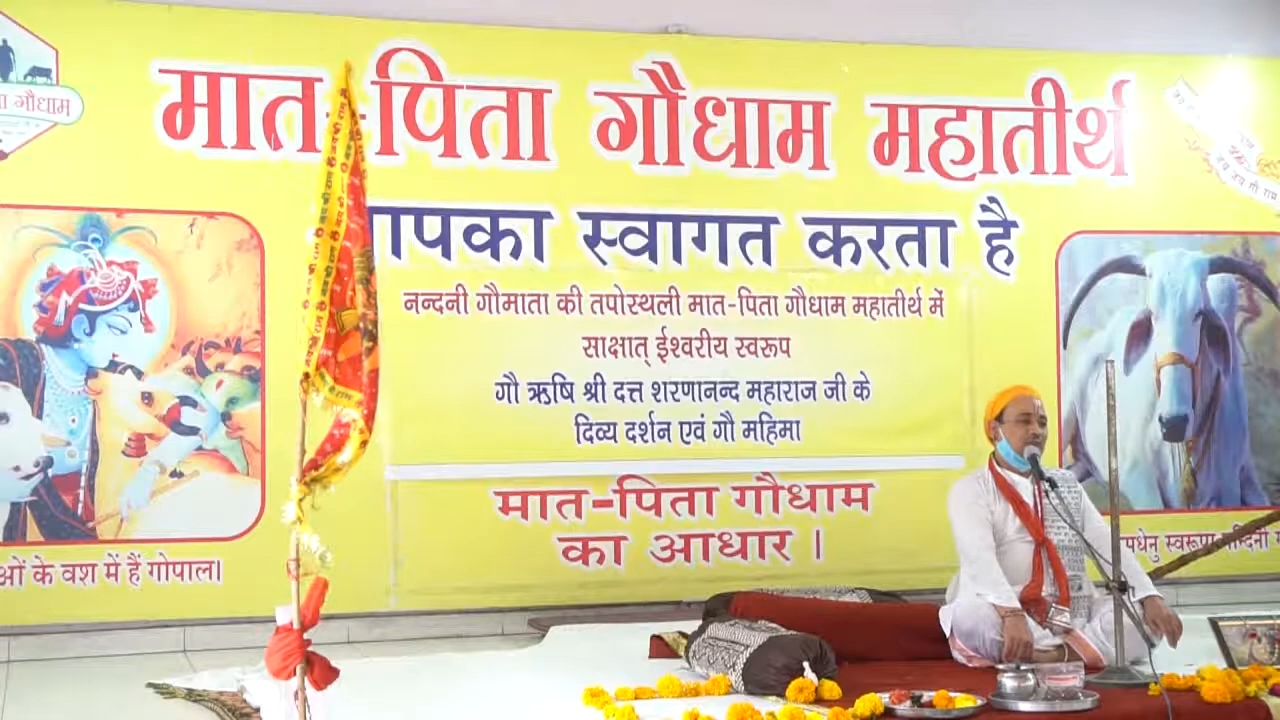 गौधाम
मात-पिता गौधाम महातीर्थ
स्वागत करता है
नन्दनी गौमाता की तपोस्थली मात-पिता गौधाम महातीर्थ में
साक्षात् ईश्वरीय स्वरूप
गौ ऋषि श्री दत्त शरणानन्द महाराज जी के
दिव्य दर्शन एवं गौ महिमा
मात-पिता गौधाम
का आधार ।
के वश में हैं गोपाल।
स्वरूपा